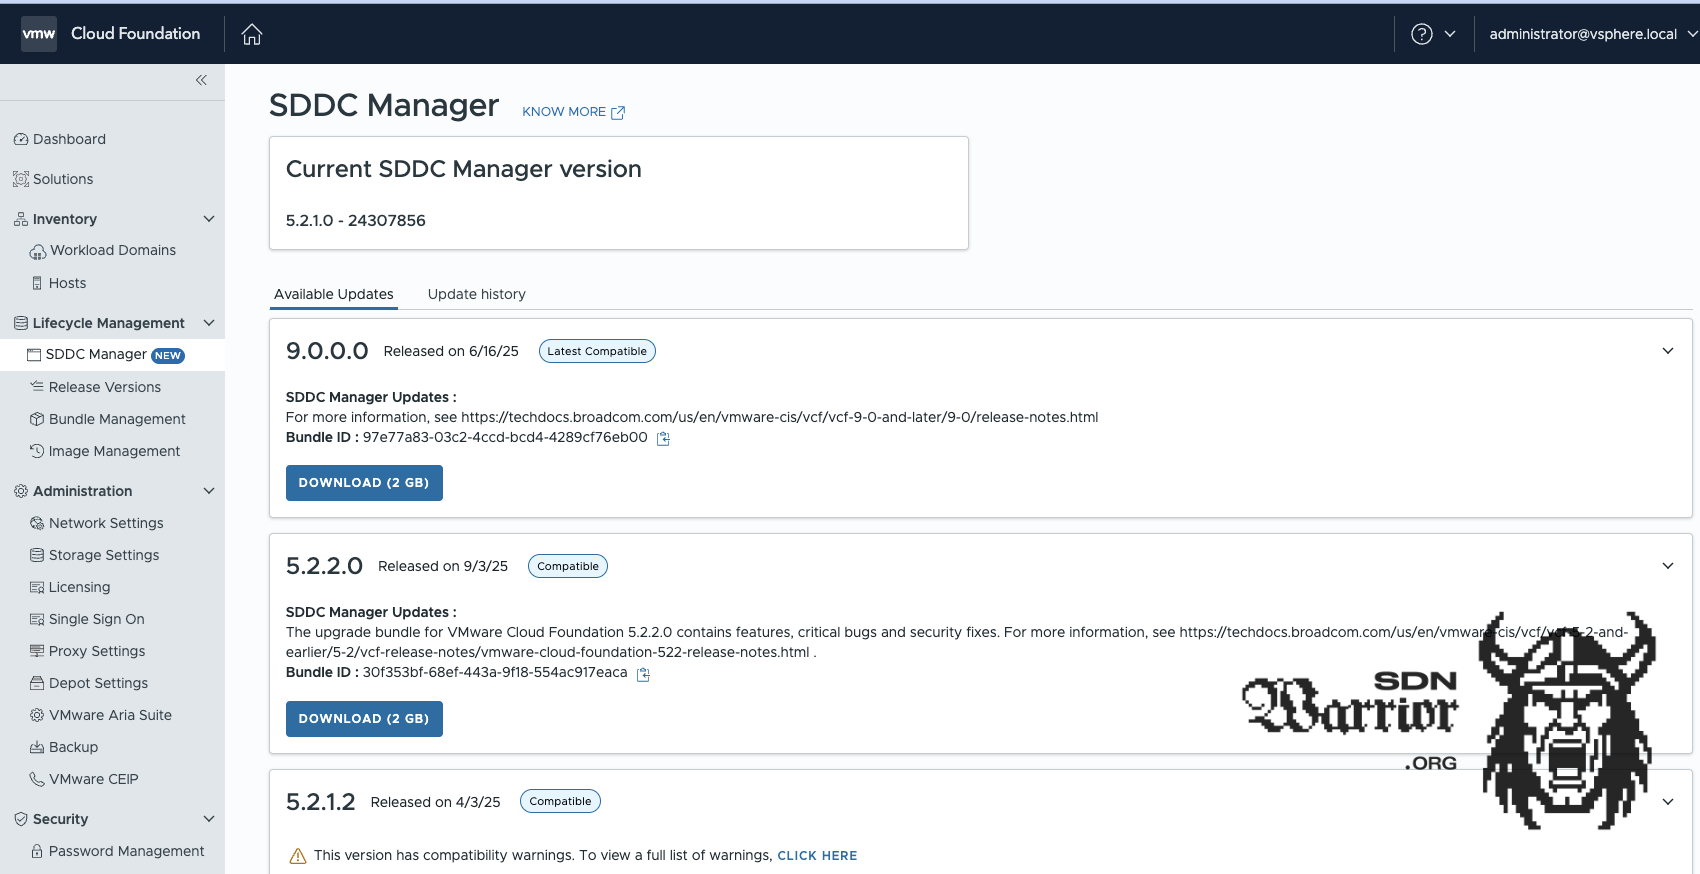 vmw Cloud Foundation
administrator@vsphere.local
Dashboard
Solutions
Inventory
Workload Domains
Hosts
Lifecycle Management
SDDC Manager NEW
Release Versions
Bundle Management
Image Management
Administration
Network Settings
Storage Settings
Licensing
Single Sign On
Proxy Settings
Depot Settings
VMware Aria Suite
Backup
VMware CEIP
Security
Password Management
SDDC Manager KNOW MORE
Current SDDC Manager version
5.2.1.0 - 24307856
Available Updates Update history
9.0.0.0 Released on 6/16/25 Latest Compatible
SDDC Manager Updates :
For more information, see https://techdocs.broadcom.com/us/en/vmware-cis/vcf/vcf-9-0-and-later/9-0/release-notes.html
Bundle ID : 97e77a83-03c2-4ccd-bcd4-4289cf76eb00
DOWNLOAD (2 GB)
5.2.2.0 Released on 9/3/25 Compatible
SDDC Manager Updates :
The upgrade bundle for VMware Cloud Foundation 5.2.2.0 contains features, critical bugs and security fixes. For more information, see https://techdocs.broadcom.com/us/en/vmware-cis/vcf/vcf-5-2-and-
earlier/5-2/vcf-release-notes/vmware-cloud-foundation-522-release-notes.html .
Bundle ID : 30f353bf-68ef-443a-9f18-554ac917eaca
DOWNLOAD (2 GB)
SDN
Warrior
.ORG
5.2.1.2 Released on 4/3/25 Compatible
This version has compatibility warnings. To view a full list of warnings, CLICK HERE